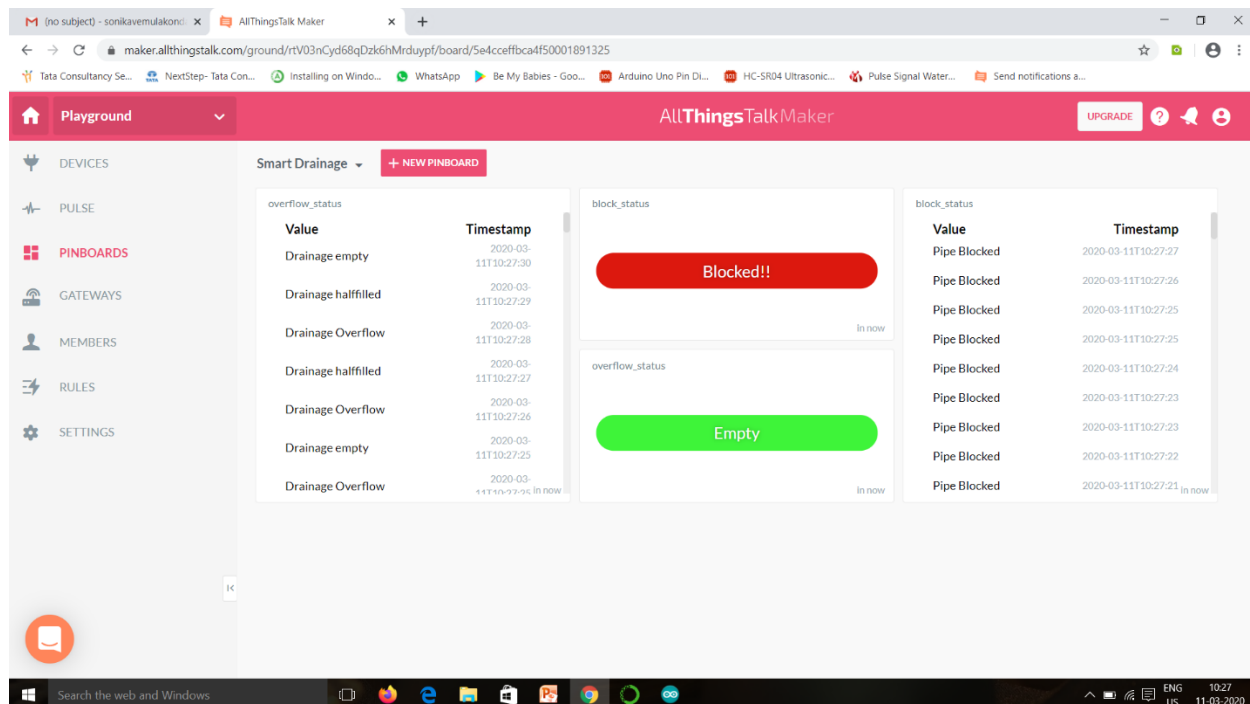 (no subject) - sonikavemulakond
AllThingsTalk Maker
maker.allthingstalk.com/ground/rtV03nCyd68qDzk6hMrduypf/board/5e4cceffbca4f50001891325
Tata Consultancy Se... NextStep- Tata Con... Installing on Windo... WhatsApp Be My Babies - Goo... Arduino Uno Pin Di... HC-SR04 Ultrasonic... Pulse Signal Water... Send notifications a...
Playground
AllThingsTalk Maker
UPGRADE
DEVICES
PULSE
PINBOARDS
GATEWAYS
MEMBERS
RULES
SETTINGS
Smart Drainage
+ NEW PINBOARD
overflow_status
Value Timestamp
Drainage empty 2020-03-
11T10:27:30
Drainage halffilled 2020-03-
11T10:27:29
Drainage Overflow 2020-03-
11T10:27:28
Drainage halffilled 2020-03-
11T10:27:27
Drainage Overflow 2020-03-
11T10:27:26
Drainage empty 2020-03-
11T10:27:25
Drainage Overflow 2020-03-
11T10:27:25 in now
block_status
Blocked!!
in now
overflow_status
Empty
in now
block_status
Value Timestamp
Pipe Blocked 2020-03-11T10:27:27
Pipe Blocked 2020-03-11T10:27:26
Pipe Blocked 2020-03-11T10:27:25
Pipe Blocked 2020-03-11T10:27:25
Pipe Blocked 2020-03-11T10:27:24
Pipe Blocked 2020-03-11T10:27:23
Pipe Blocked 2020-03-11T10:27:23
Pipe Blocked 2020-03-11T10:27:22
Pipe Blocked 2020-03-11T10:27:21 in now
Search the web and Windows
ENG 10:27
US 11-03-2020